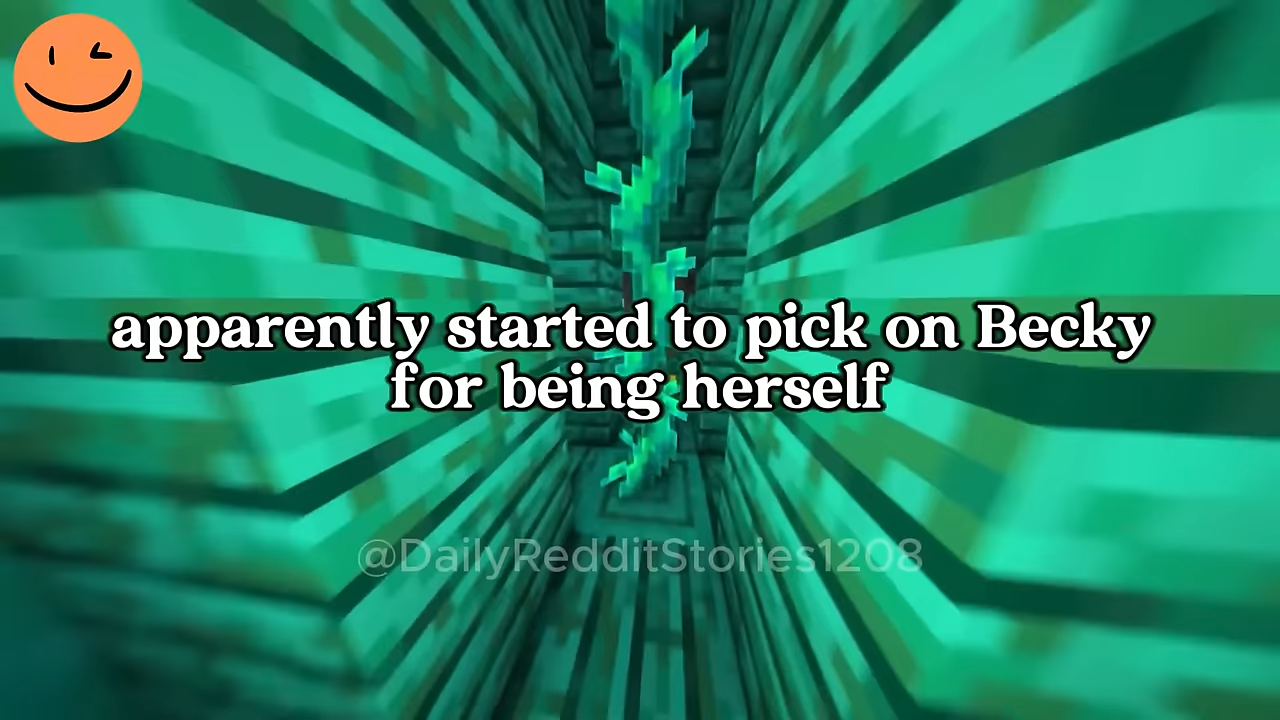 apparently started to pick on Becky
for being herself
@DailyRedditStories1208